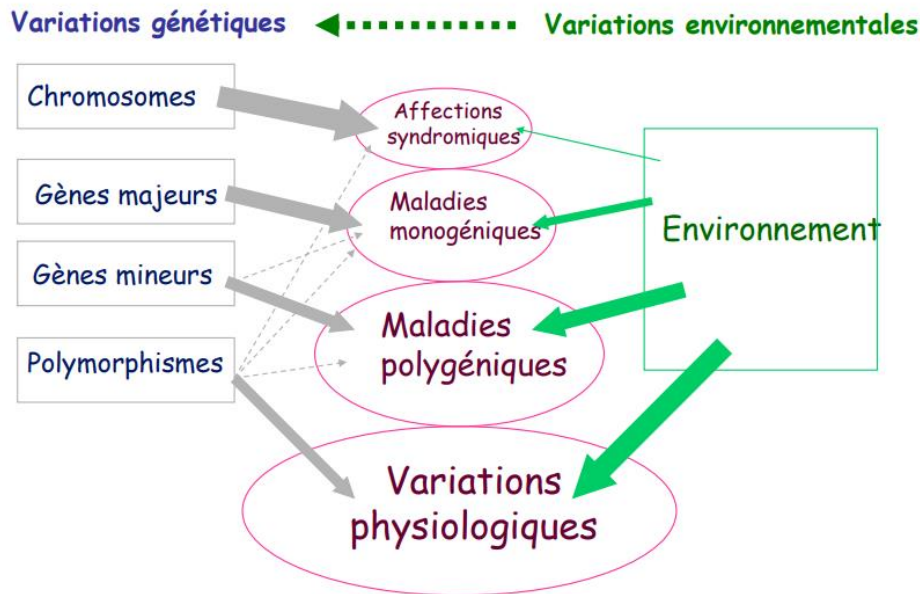 Variations génétiques
Variations environnementales
Chromosomes
Gènes majeurs
Gènes mineurs
Polymorphismes
Affections
syndromiques
Maladies
monogéniques
Maladies
polygéniques
Variations
physiologiques
Environnement